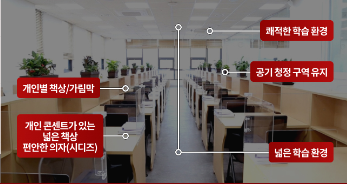 쾌적한 학습 환경
공기 청정 구역 유지
개인별 책상/가림막
개인 콘센트가 있는
넓은 책상
편안한 의자(시디즈)
넓은 학습 환경